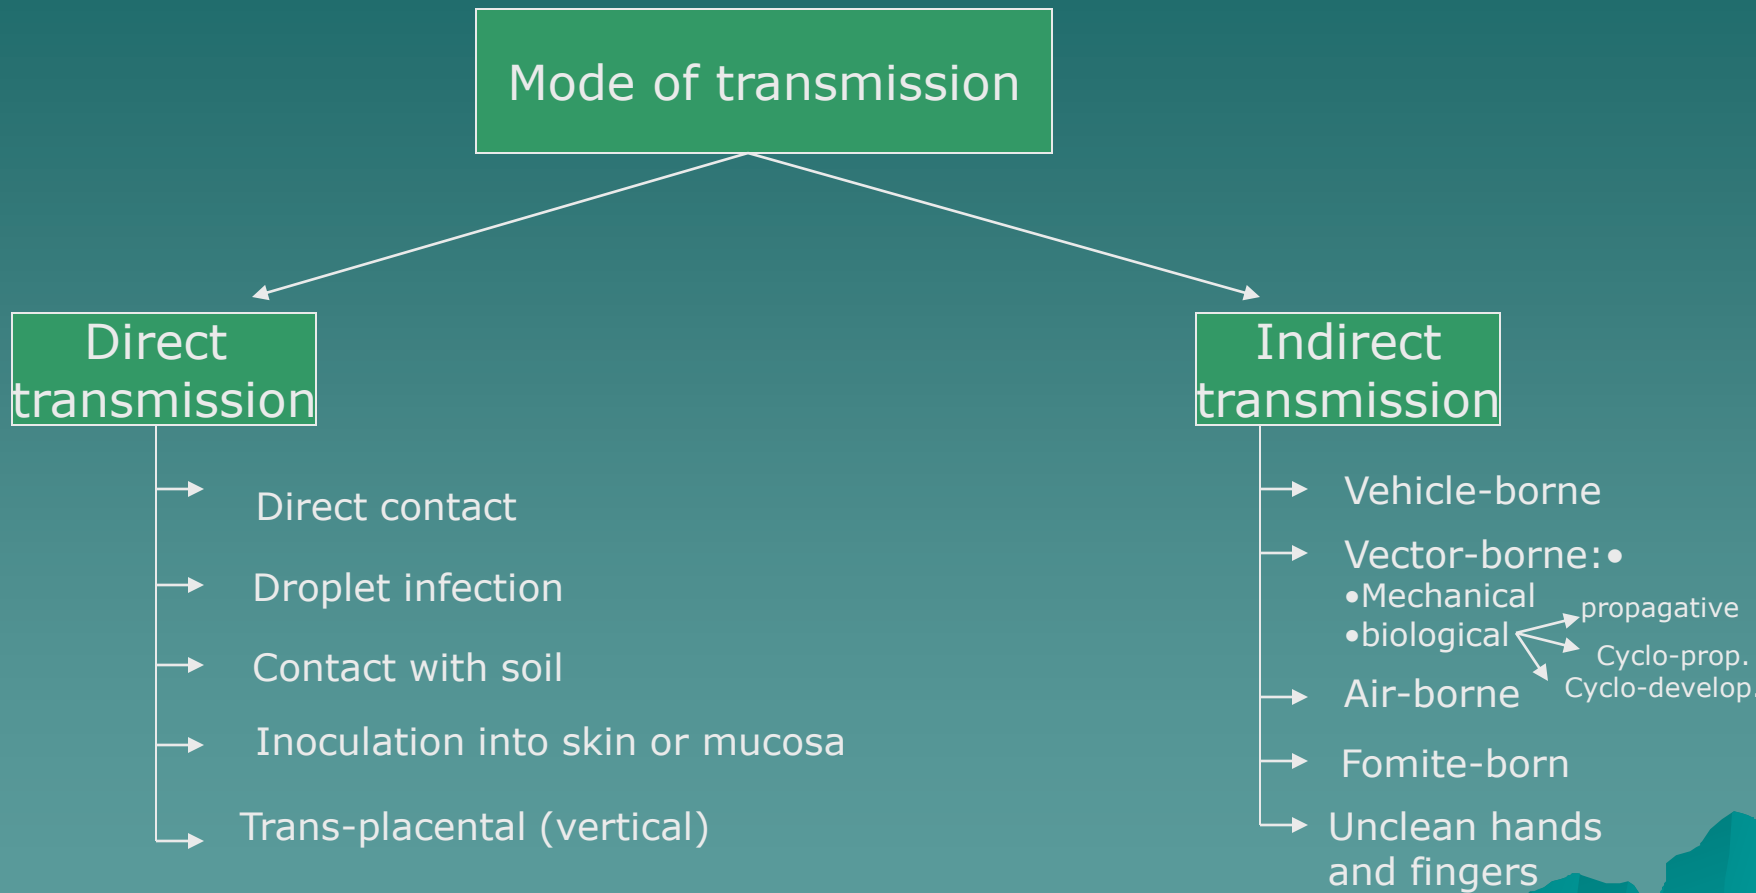 Mode of transmission
Direct
transmission
Direct contact
Droplet infection
Contact with soil
Inoculation into skin or mucosa
Trans-placental (vertical)
Indirect
transmission
Vehicle-borne
Vector-borne:•
•Mechanical
•biological
propagative
Cyclo-prop.
Cyclo-develop.
Air-borne
Fomite-born
Unclean hands
and fingers